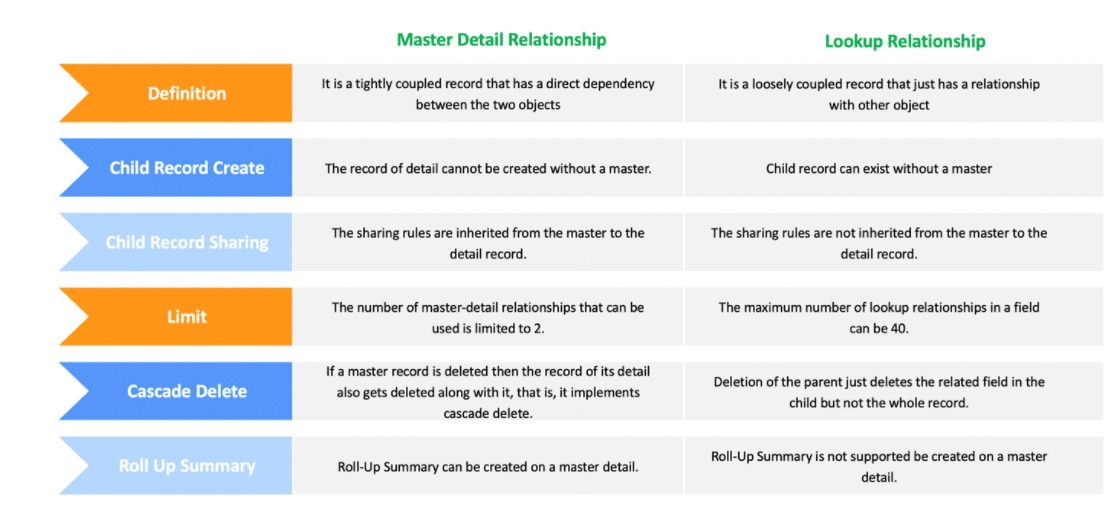 Master Detail Relationship
Lookup Relationship
Definition
It is a tightly coupled record that has a direct dependency
between the two objects
It is a loosely coupled record that just has a relationship
with other object
Child Record Create
The record of detail cannot be created without a master.
Child record can exist without a master
Child Record Sharing
The sharing rules are inherited from the master to the
detail record.
The sharing rules are not inherited from the master to the
detail record.
Limit
The number of master-detail relationships that can be
used is limited to 2.
The maximum number of lookup relationships in a field
can be 40.
Cascade Delete
If a master record is deleted then the record of its detail
also gets deleted along with it, that is, it implements
cascade delete.
Deletion of the parent just deletes the related field in the
child but not the whole record.
Roll Up Summary
Roll-Up Summary can be created on a master detail.
Roll-Up Summary is not supported be created on a master
detail.